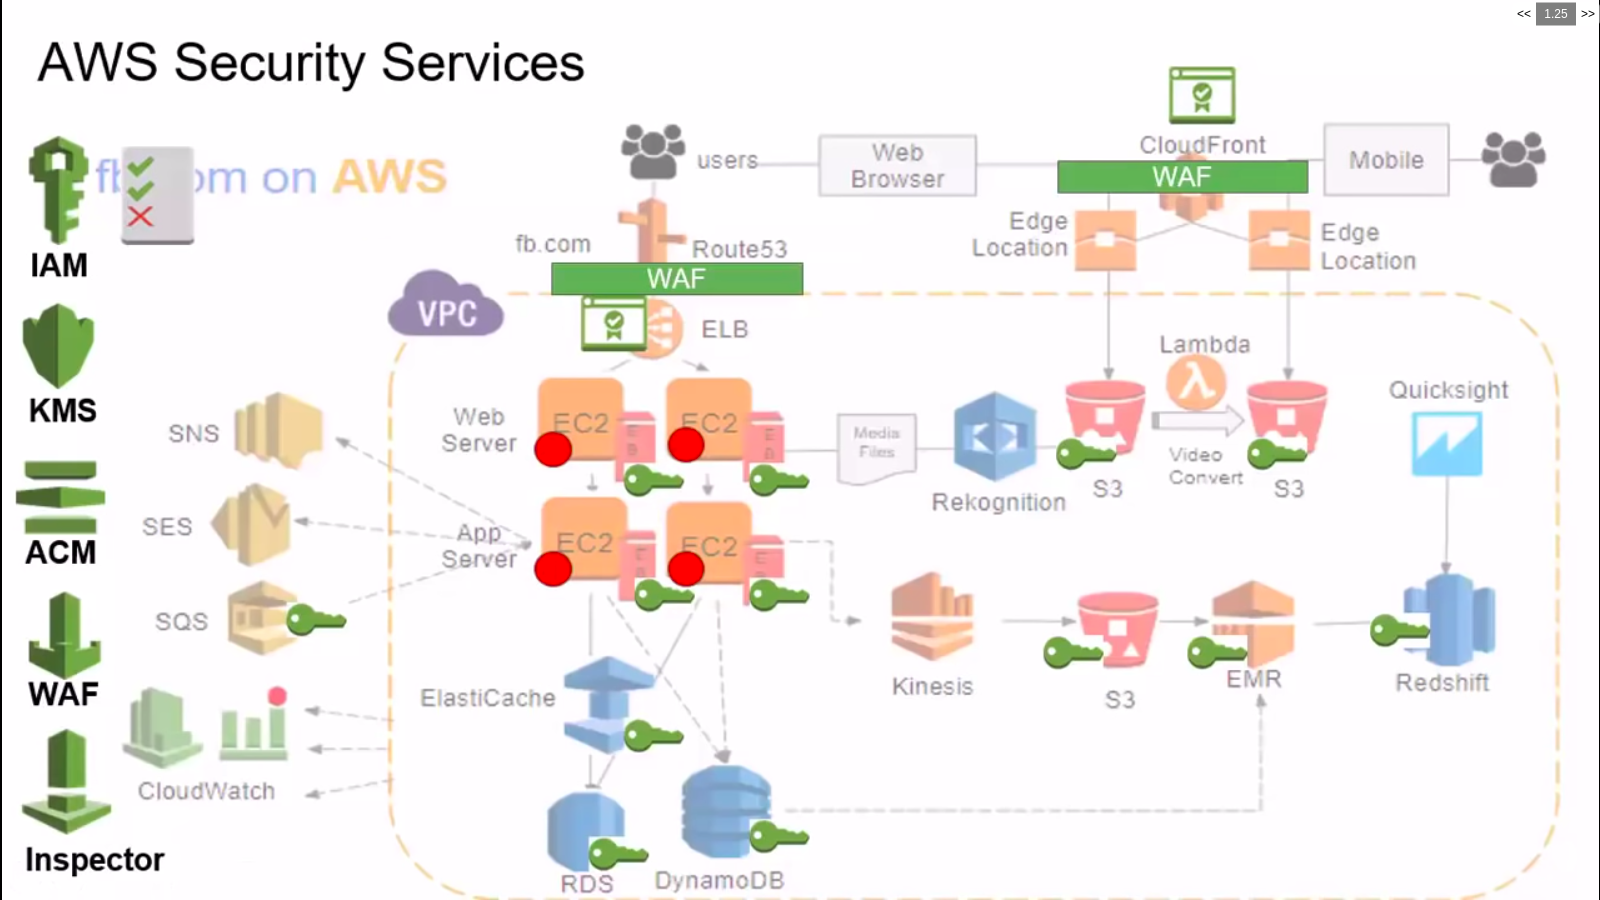 << 1.25 >>
AWS Security Services
CloudFront
users
Web
Browser
WAF
Mobile
fb om on AWS
IAM
fb.com
Route53
Edge
Location
Edge
Location
WAF
VPC
ELB
Lambda
Quicksight
KMS
SNS
Web
Server
EC2
EC2
E
B
E
B
Media
Files
Rekognition
S3
Video
Convert
S3
SES
ACM
App
Server
EC2
EC2
SQS
WAF
ElastiCache
Kinesis
S3
EMR
Redshift
CloudWatch
Inspector
RDS
DynamoDB